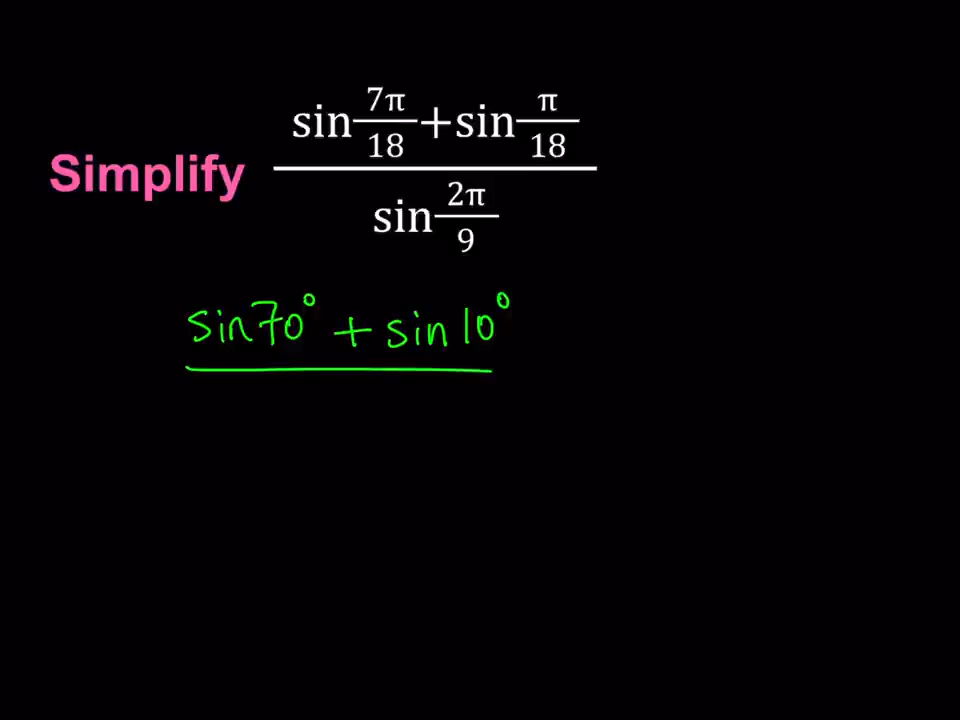 Simplify (sin 7π/18 + sin π/18) / (sin 2π/9)
sin70° + sin10°